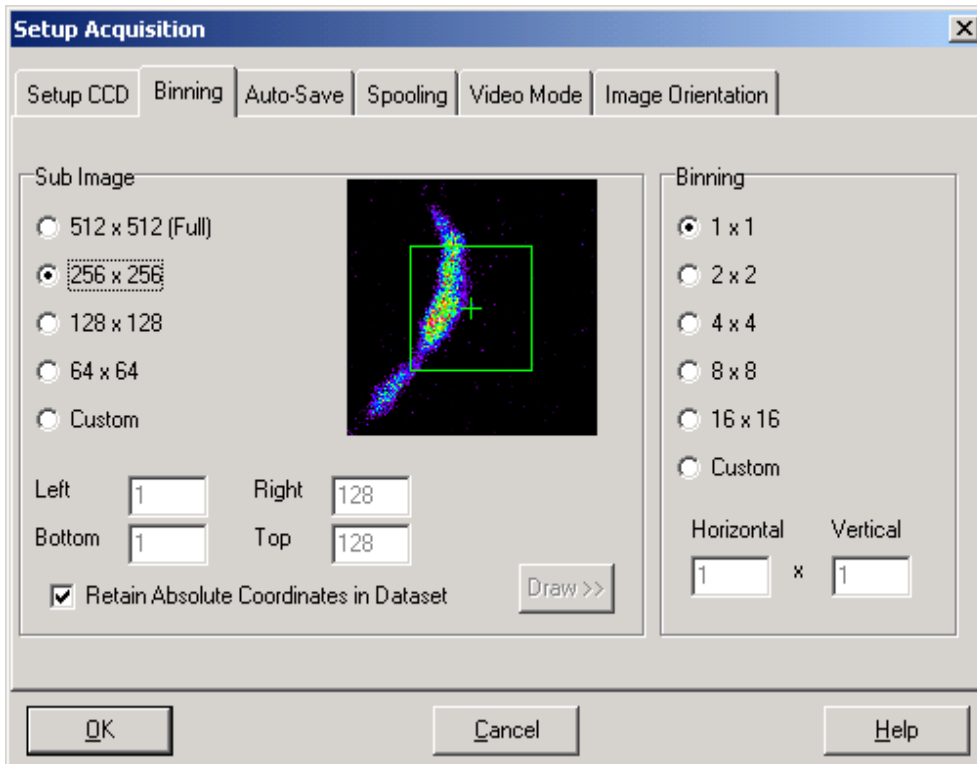 Setup Acquisition
Setup CCD Binning Auto-Save Spooling Video Mode Image Orientation
Sub Image
512 x 512 (Full)
256 x 256
128 x 128
64 x 64
Custom
Left 1 Right 128
Bottom 1 Top 128
Retain Absolute Coordinates in Dataset
Draw >>
Binning
1 x 1
2 x 2
4 x 4
8 x 8
16 x 16
Custom
Horizontal Vertical
1 x 1
OK Cancel Help